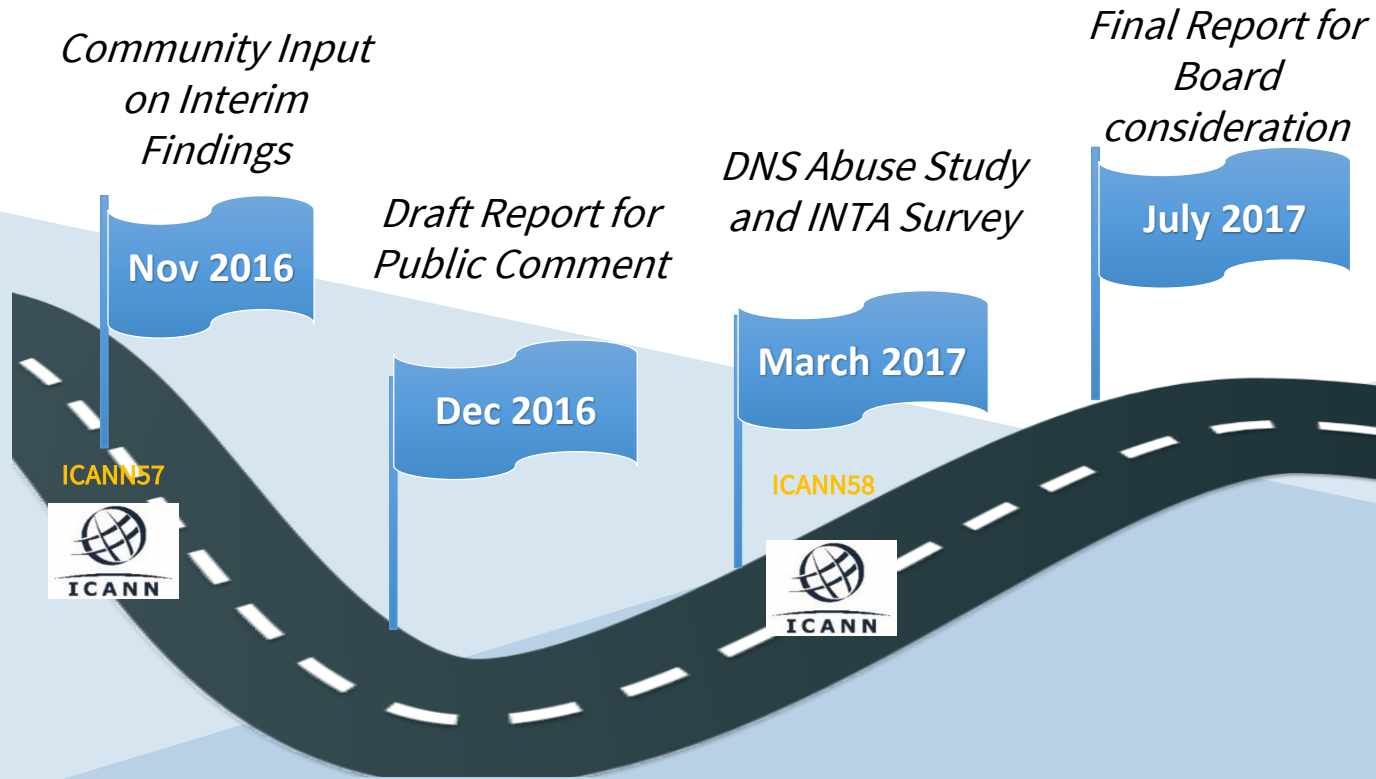 Community Input
on Interim
Findings
Nov 2016
ICANN57
ICANN
Draft Report for
Public Comment
Dec 2016
DNS Abuse Study
and INTA Survey
March 2017
ICANN58
ICANN
Final Report for
Board
consideration
July 2017